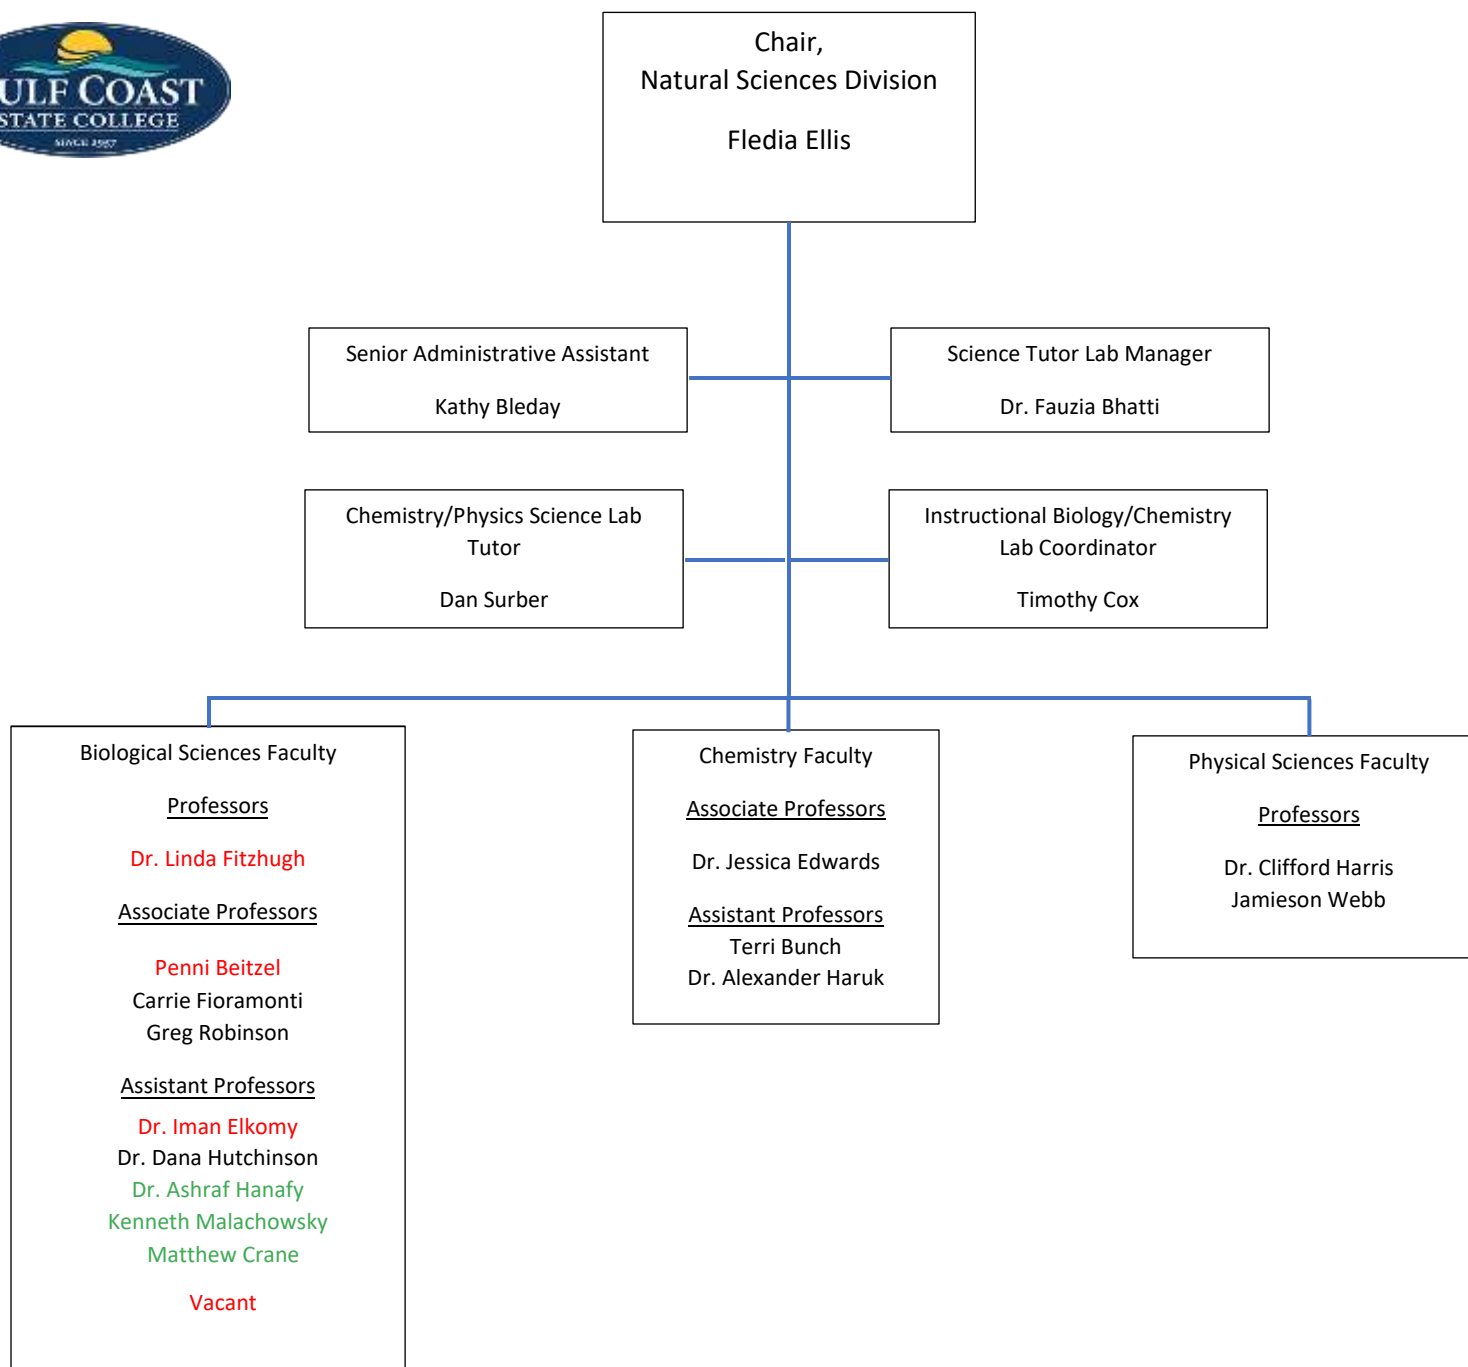 ULF COAST
STATE COLLEGE
SINCE 1957
Chair,
Natural Sciences Division
Fledia Ellis
Senior Administrative Assistant
Kathy Bleday
Science Tutor Lab Manager
Dr. Fauzia Bhatti
Chemistry/Physics Science Lab
Tutor
Dan Surber
Instructional Biology/Chemistry
Lab Coordinator
Timothy Cox
Biological Sciences Faculty
Professors
Dr. Linda Fitzhugh
Associate Professors
Penni Beitzel
Carrie Fioramonti
Greg Robinson
Assistant Professors
Dr. Iman Elkomy
Dr. Dana Hutchinson
Dr. Ashraf Hanafy
Kenneth Malachowsky
Matthew Crane
Vacant
Chemistry Faculty
Associate Professors
Dr. Jessica Edwards
Assistant Professors
Terri Bunch
Dr. Alexander Haruk
Physical Sciences Faculty
Professors
Dr. Clifford Harris
Jamieson Webb